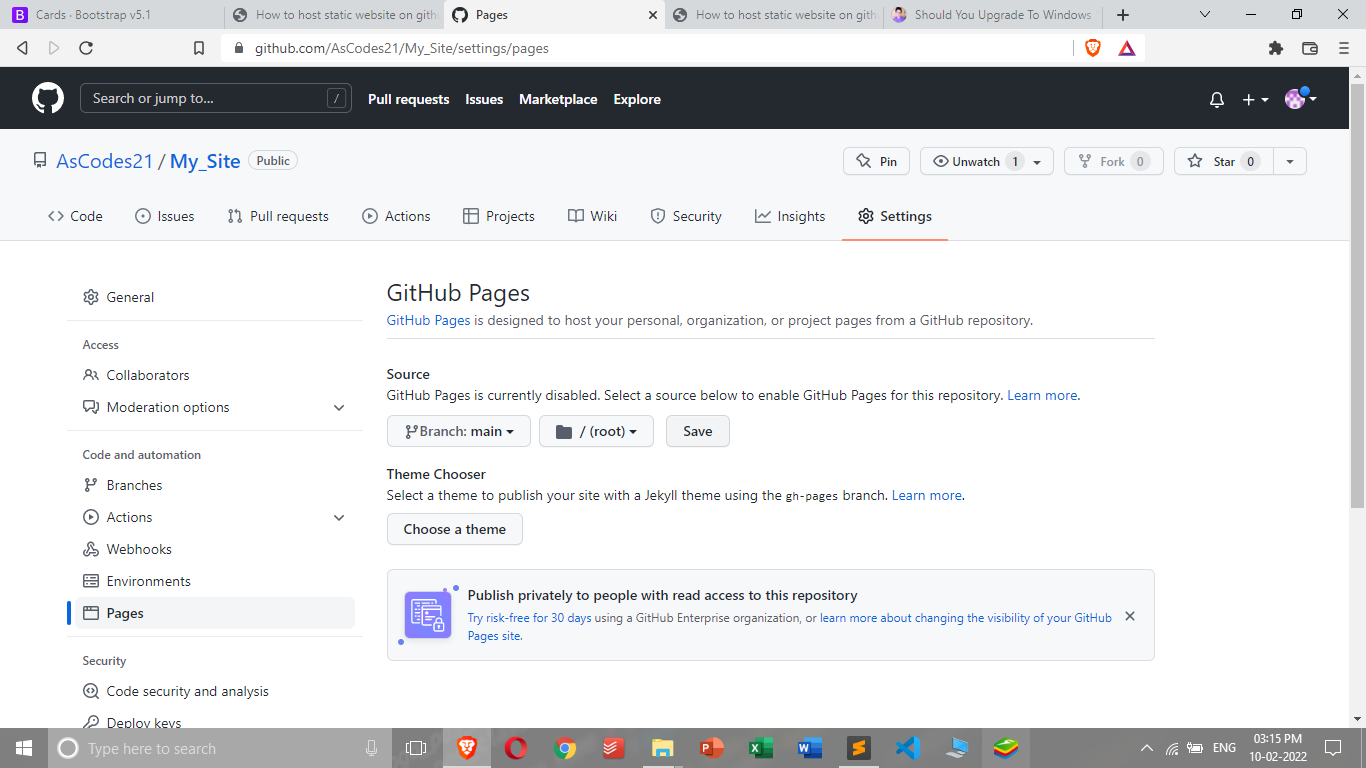 Cards · Bootstrap v5.1
How to host static website on gith
Pages
How to host static website on gith
Should You Upgrade To Windows
github.com/AsCodes21/My_Site/settings/pages
Search or jump to...
/
Pull requests
Issues
Marketplace
Explore
AsCodes21 / My_Site
Public
Pin
Unwatch 1
Fork 0
Star 0
Code
Issues
Pull requests
Actions
Projects
Wiki
Security
Insights
Settings
General
Access
Collaborators
Moderation options
Code and automation
Branches
Actions
Webhooks
Environments
Pages
Security
Code security and analysis
Deploy keys
GitHub Pages
GitHub Pages is designed to host your personal, organization, or project pages from a GitHub repository.
Source
GitHub Pages is currently disabled. Select a source below to enable GitHub Pages for this repository. Learn more.
Branch: main
/ (root)
Save
Theme Chooser
Select a theme to publish your site with a Jekyll theme using the gh-pages branch. Learn more.
Choose a theme
Publish privately to people with read access to this repository
Try risk-free for 30 days using a GitHub Enterprise organization, or learn more about changing the visibility of your GitHub
Pages site.
Type here to search
ENG
03:15 PM
10-02-2022